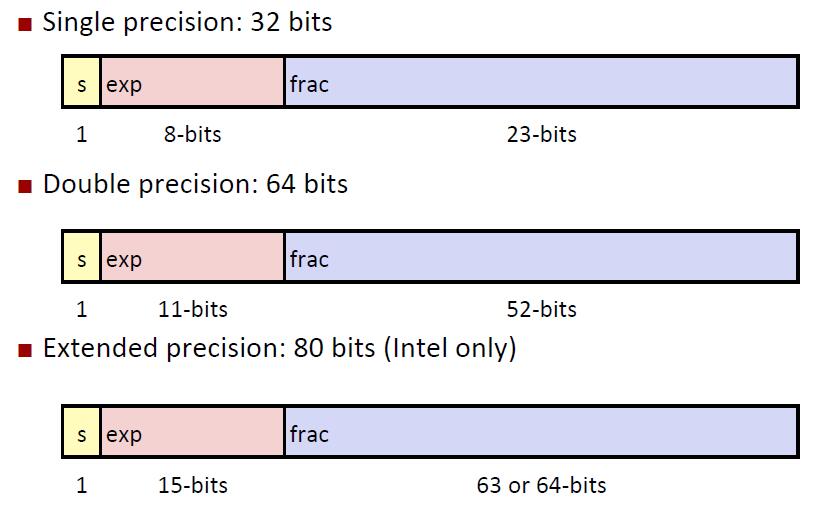 ■ Single precision: 32 bits
s exp frac
1 8-bits 23-bits
■ Double precision: 64 bits
s exp frac
1 11-bits 52-bits
■ Extended precision: 80 bits (Intel only)
s exp frac
1 15-bits 63 or 64-bits